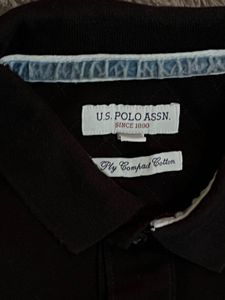 U.S. POLO ASSN.
SINCE 1890
Ply Compact Cotton